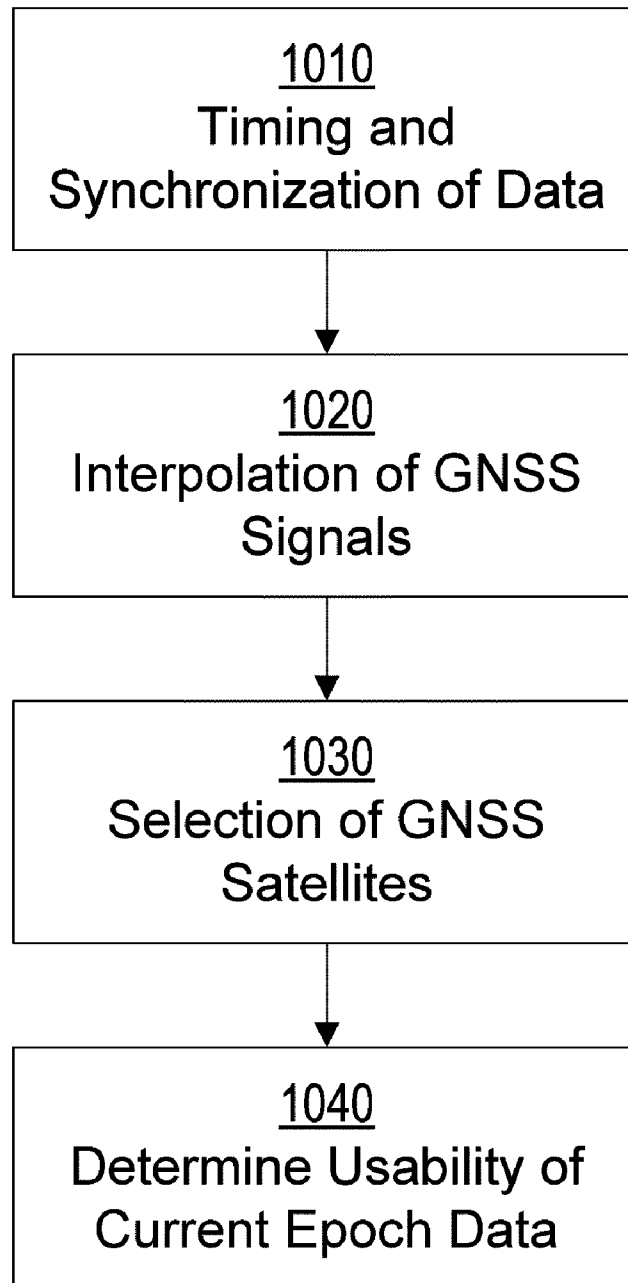 1010
Timing and
Synchronization of Data
1020
Interpolation of GNSS
Signals
1030
Selection of GNSS
Satellites
1040
Determine Usability of
Current Epoch Data